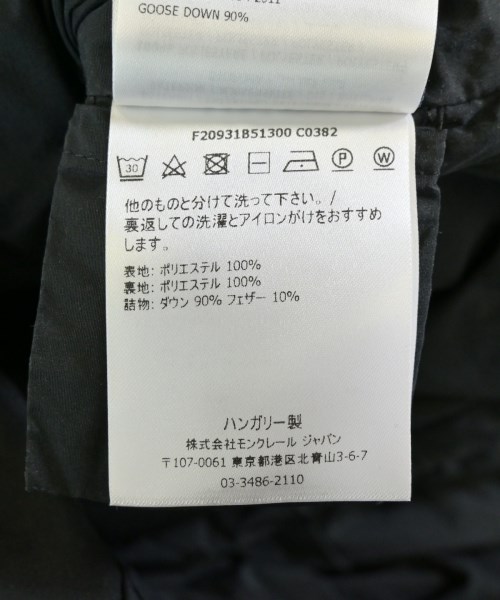 GOOSE DOWN 90%
F20931B51300 C0382
30
P
W
他のものと分けて洗って下さい。/
裏返しての洗濯とアイロンがけをおすすめ
します。
表地: ポリエステル 100%
裏地: ポリエステル 100%
詰物: ダウン 90% フェザー 10%
ハンガリー製
株式会社モンクレール ジャパン
〒107-0061 東京都港区北青山3-6-7
03-3486-2110